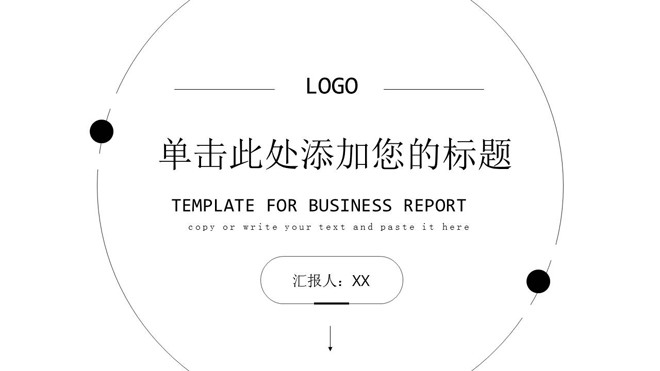 LOGO
单击此处添加您的标题
TEMPLATE FOR BUSINESS REPORT
copy or write your text and paste it here
汇报人：XX